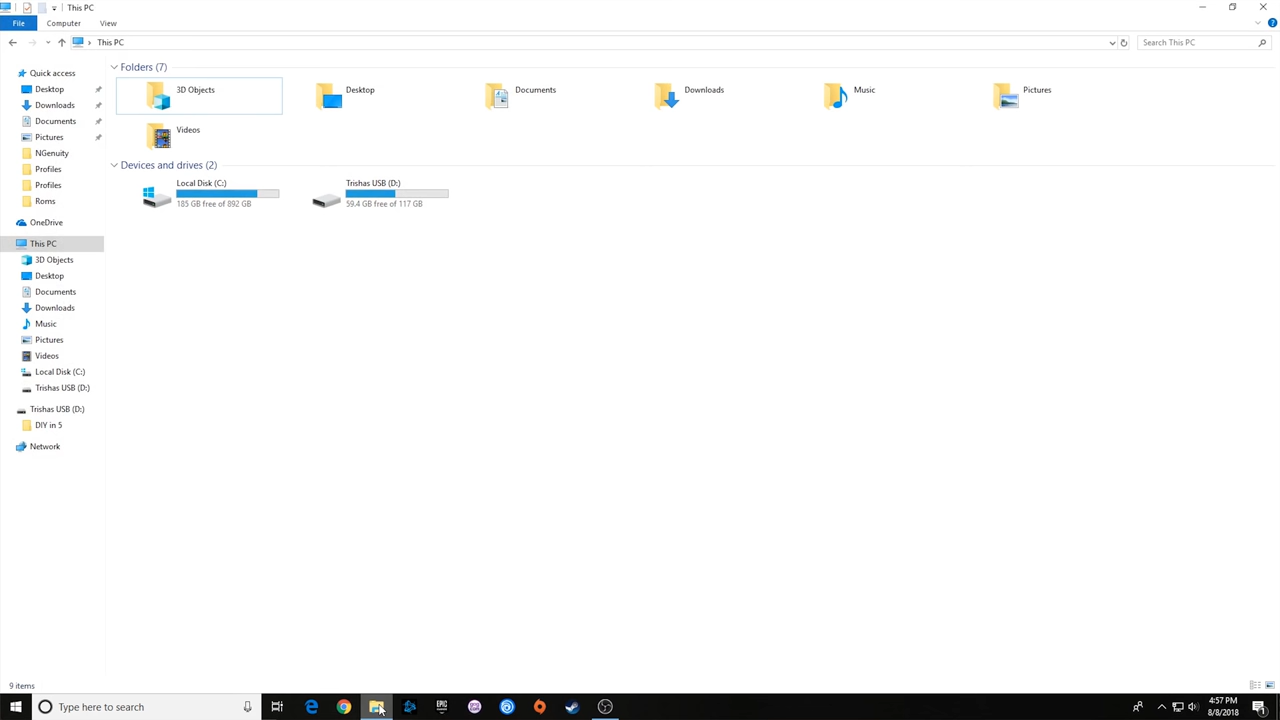 This PC
File Computer View
This PC
Search This PC
Quick access
Desktop
Downloads
Documents
Pictures
NGenuity
Profiles
Profiles
Roms
OneDrive
This PC
3D Objects
Desktop
Documents
Downloads
Music
Pictures
Videos
Local Disk (C:)
Trishas USB (D:)
Trishas USB (D:)
DIY in 5
Network
Folders (7)
3D Objects
Desktop
Documents
Downloads
Music
Pictures
Videos
Devices and drives (2)
Local Disk (C:)
185 GB free of 892 GB
Trishas USB (D:)
59.4 GB free of 117 GB
9 items
Type here to search
EPIC
4:57 PM
8/8/2018